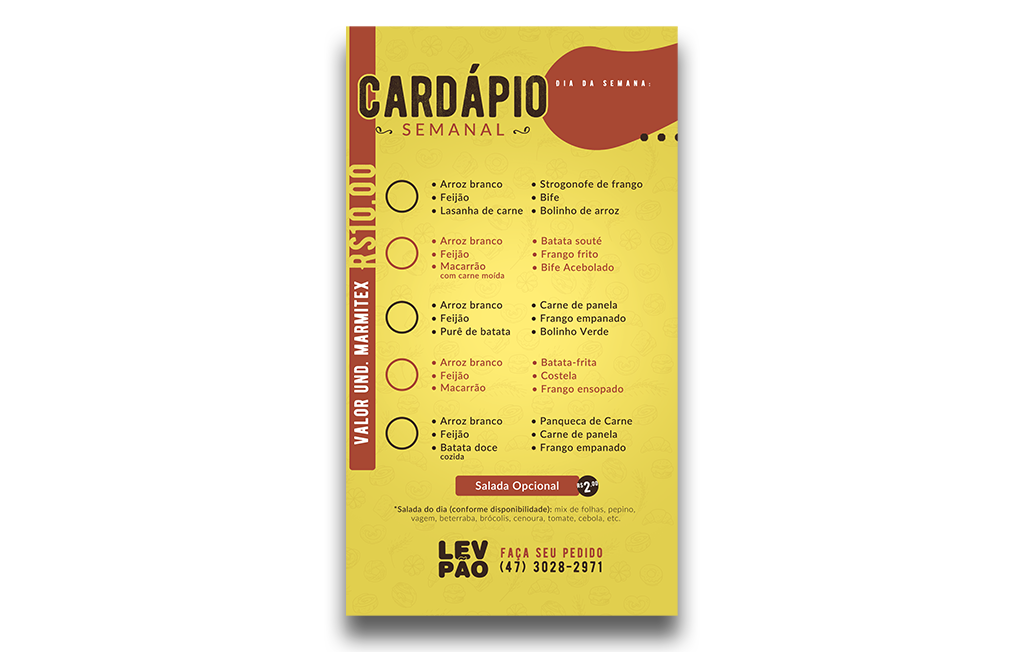 CARDÁPIO
SEMANAL
DIA DA SEMANA:
VALOR UND. MARMITEX R$10.00
• Arroz branco
• Feijão
• Lasanha de carne
• Strogonofe de frango
• Bife
• Bolinho de arroz
• Arroz branco
• Feijão
• Macarrão
com carne moída
• Batata souté
• Frango frito
• Bife Acebolado
• Arroz branco
• Feijão
• Purê de batata
• Carne de panela
• Frango empanado
• Bolinho Verde
• Arroz branco
• Feijão
• Macarrão
• Batata-frita
• Costela
• Frango ensopado
• Arroz branco
• Feijão
• Batata doce
cozida
• Panqueca de Carne
• Carne de panela
• Frango empanado
Salada Opcional R$2,00
*Salada do dia (conforme disponibilidade): mix de folhas, pepino,
vagem, beterraba, brócolis, cenoura, tomate, cebola, etc.
LEV
PÃO
FAÇA SEU PEDIDO
(47) 3028-2971